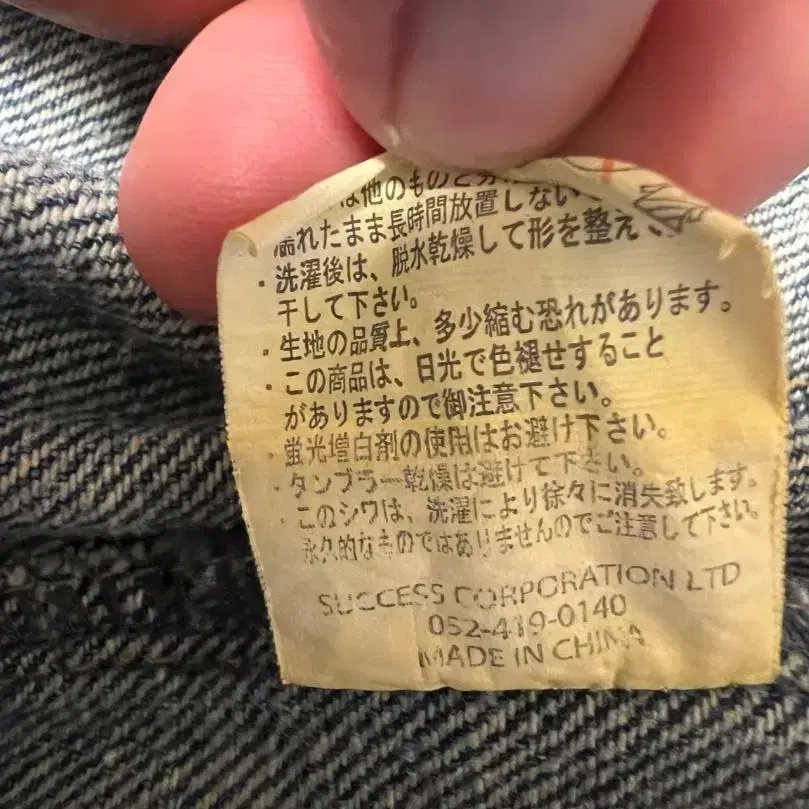 は他のものと分
濡れたまま長時間放置しない
・洗濯後は、脱水乾燥して形を整え、
干して下さい。
・生地の品質上、多少縮む恐れがあります。
・この商品は、日光で色褪せすること
がありますので御注意下さい。
・蛍光増白剤の使用はお避け下さい。
・タンブラー乾燥は避けて下さい。
・このシワは、洗濯により徐々に消失致します。
永久的なものではありませんのでご注意して下さい。
SUCCESS CORPORATION LTD
052-419-0140
MADE IN CHINA